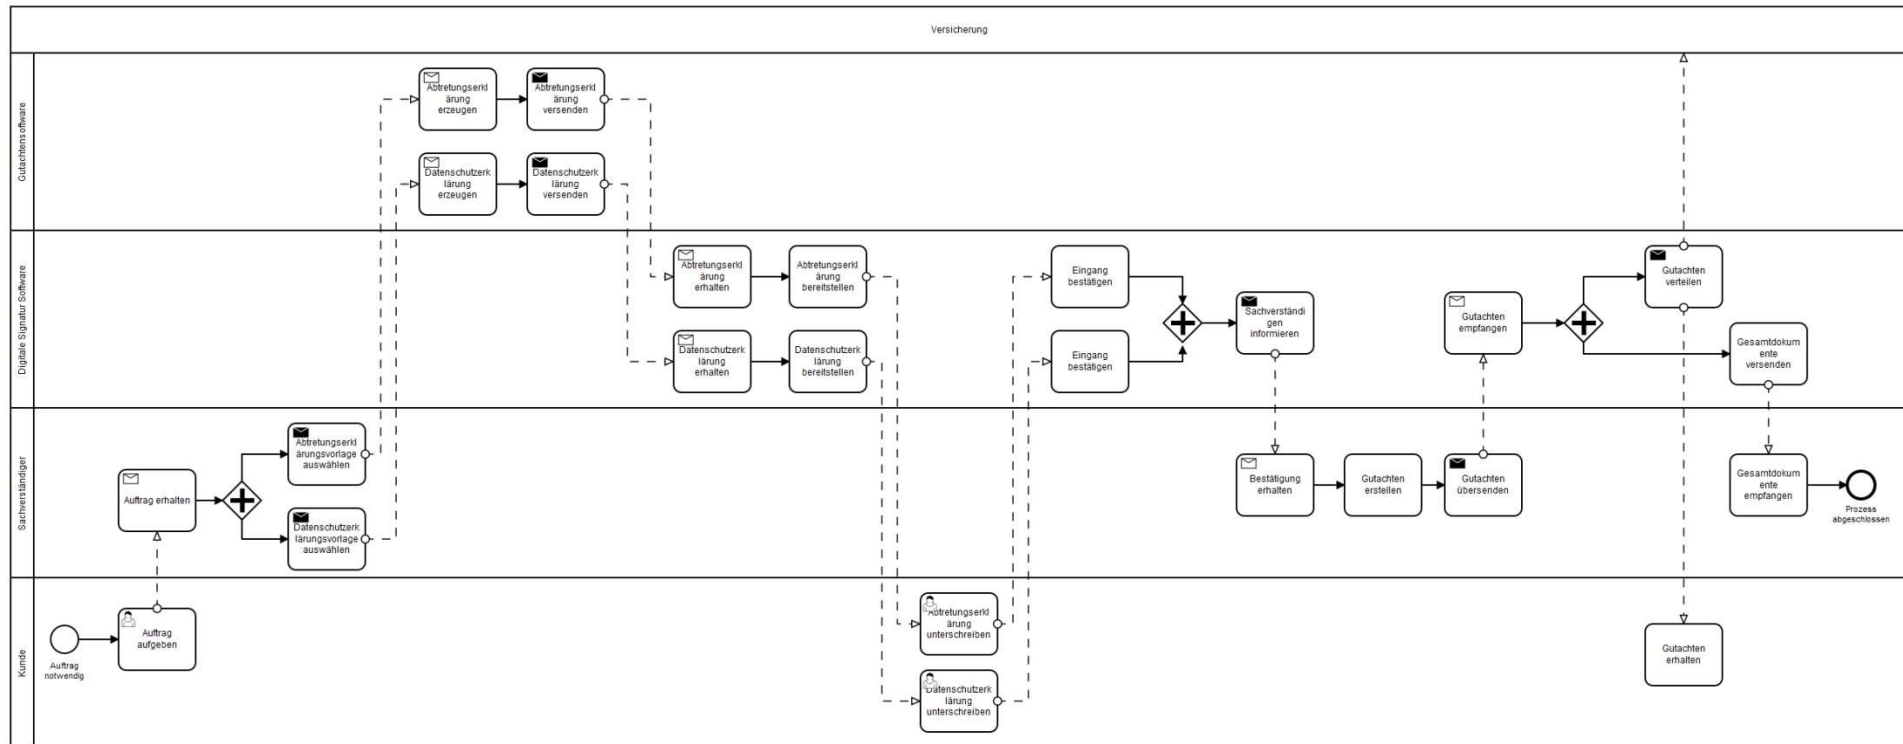 Versicherung
Gutachtensoftware
Abtretungserkl
ärung
erzeugen
Abtretungserkl
ärung
versenden
Datenschutzerk
lärung
erzeugen
Datenschutzerk
lärung
versenden
Digitale Signatur Software
Abtretungserkl
ärung
erhalten
Abtretungserkl
ärung
bereitstellen
Datenschutzerk
lärung
erhalten
Datenschutzerk
lärung
bereitstellen
Eingang
bestätigen
Eingang
bestätigen
Sachverständi
gen
informieren
Gutachten
empfangen
Gutachten
verteilen
Gesamtdokum
ente
versenden
Sachverständiger
Auftrag erhalten
Abtretungserkl
ärungsvorlage
auswählen
Datenschutzerk
lärungsvorlage
auswählen
Bestätigung
erhalten
Gutachten
erstellen
Gutachten
übersenden
Gesamtdokum
ente
empfangen
Prozess
abgeschlossen
Kunde
Auftrag
notwendig
Auftrag
aufgeben
Abtretungserkl
ärung
unterschreiben
Datenschutzerk
lärung
unterschreiben
Gutachten
erhalten